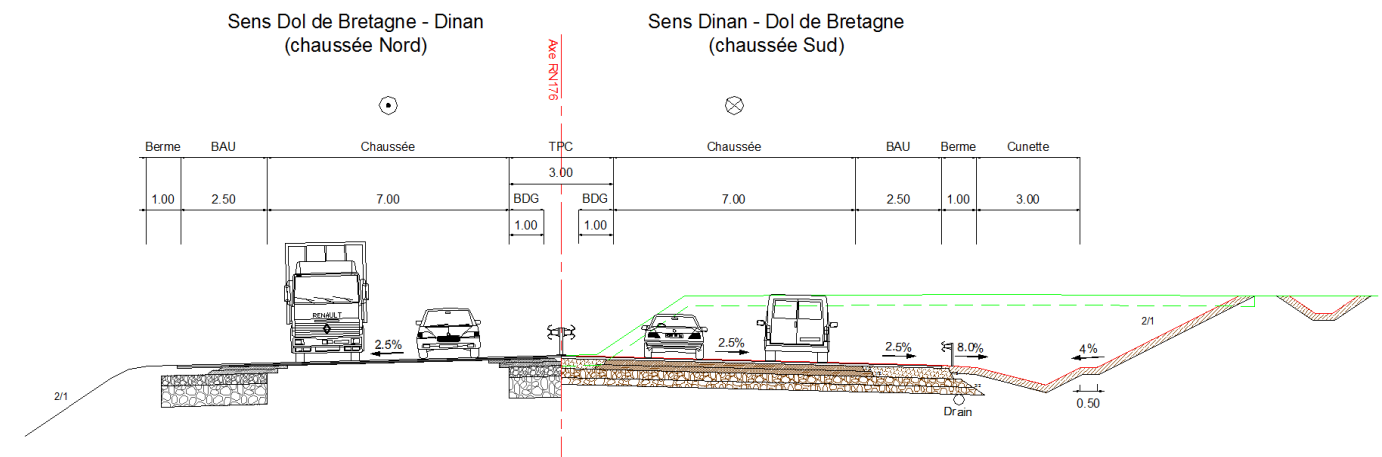 Sens Dol de Bretagne - Dinan
(chaussée Nord)
Sens Dinan - Dol de Bretagne
(chaussée Sud)
Axe RN176
Berme BAU Chaussée TPC Chaussée BAU Berme Cunette
3.00
1.00 2.50 7.00 BDG BDG 7.00 2.50 1.00 3.00
1.00 1.00
RENAULT
2.5% 2.5% 2.5% 8.0% 4%
2/1
2/1
0.50
Drain